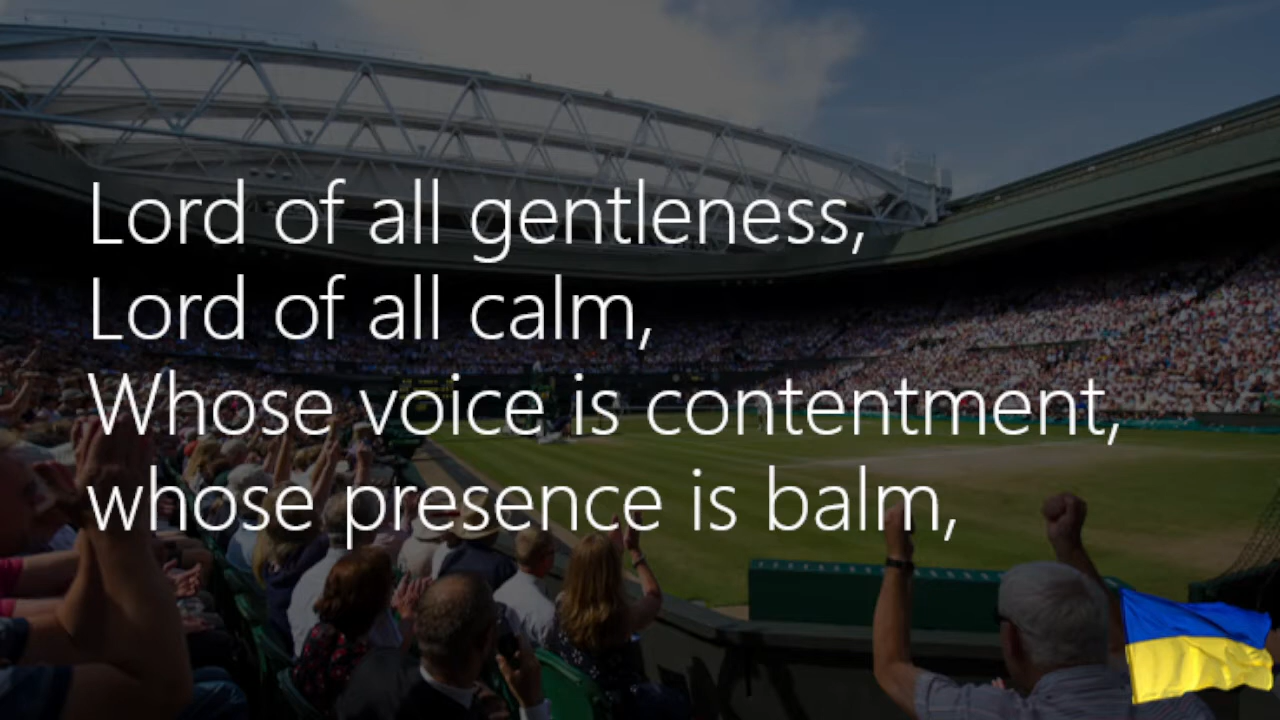 Lord of all gentleness,
Lord of all calm,
Whose voice is contentment,
whose presence is balm,